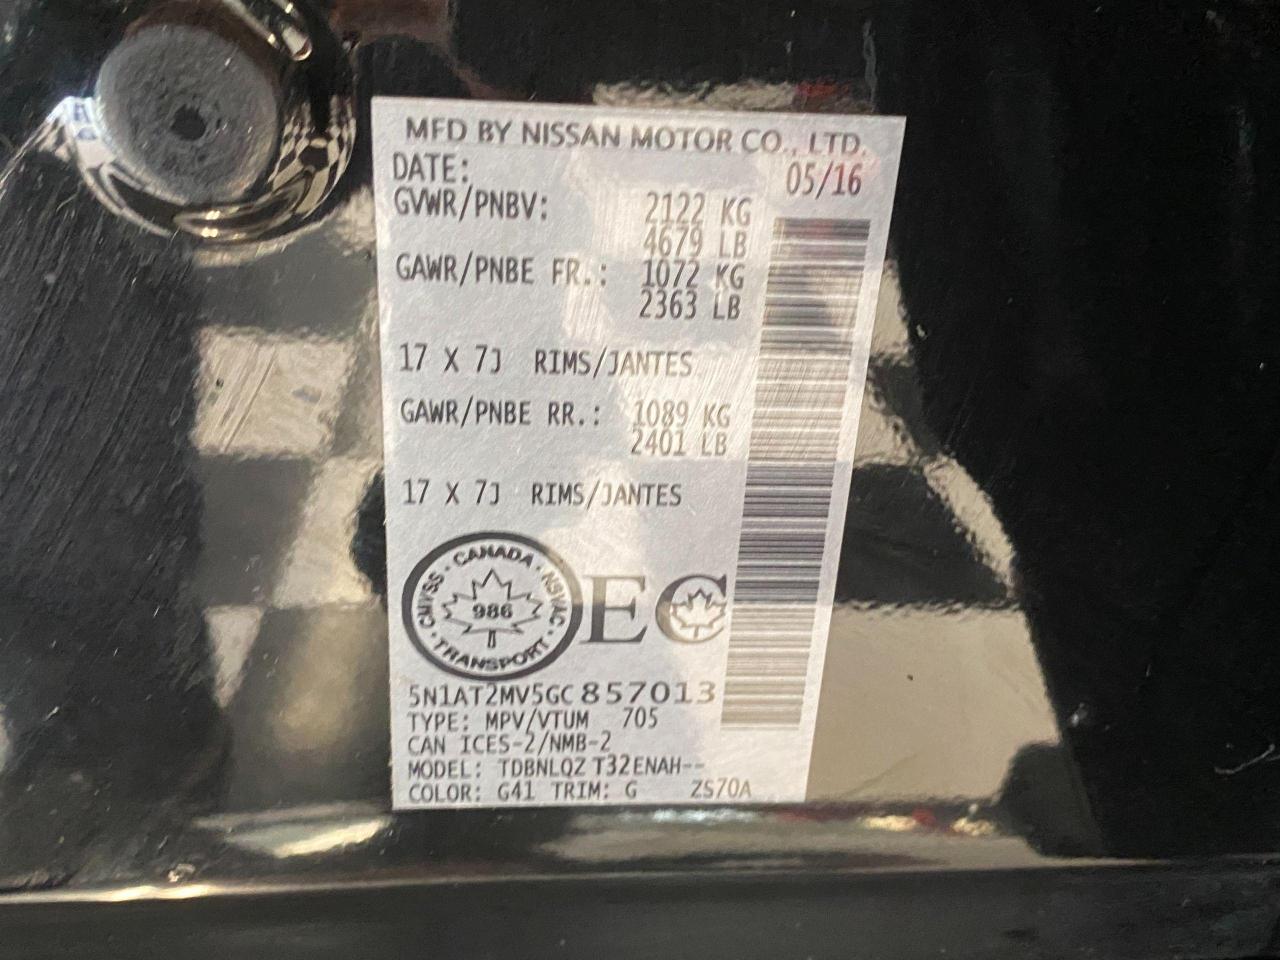 MFD BY NISSAN MOTOR CO., LTD.
DATE: 05/16
GVWR/PNBV: 2122 KG
4679 LB
GAWR/PNBE FR.: 1072 KG
2363 LB
17 X 7J RIMS/JANTES
GAWR/PNBE RR.: 1089 KG
2401 LB
17 X 7J RIMS/JANTES
CANADA · NSVAC · TRANSPORT · CMVSS ·
986
EC
5N1AT2MV5GC857013
TYPE: MPV/VTUM 705
CAN ICES-2/NMB-2
MODEL: TDBNLQZ T32ENAH--
COLOR: G41 TRIM: G ZS70A